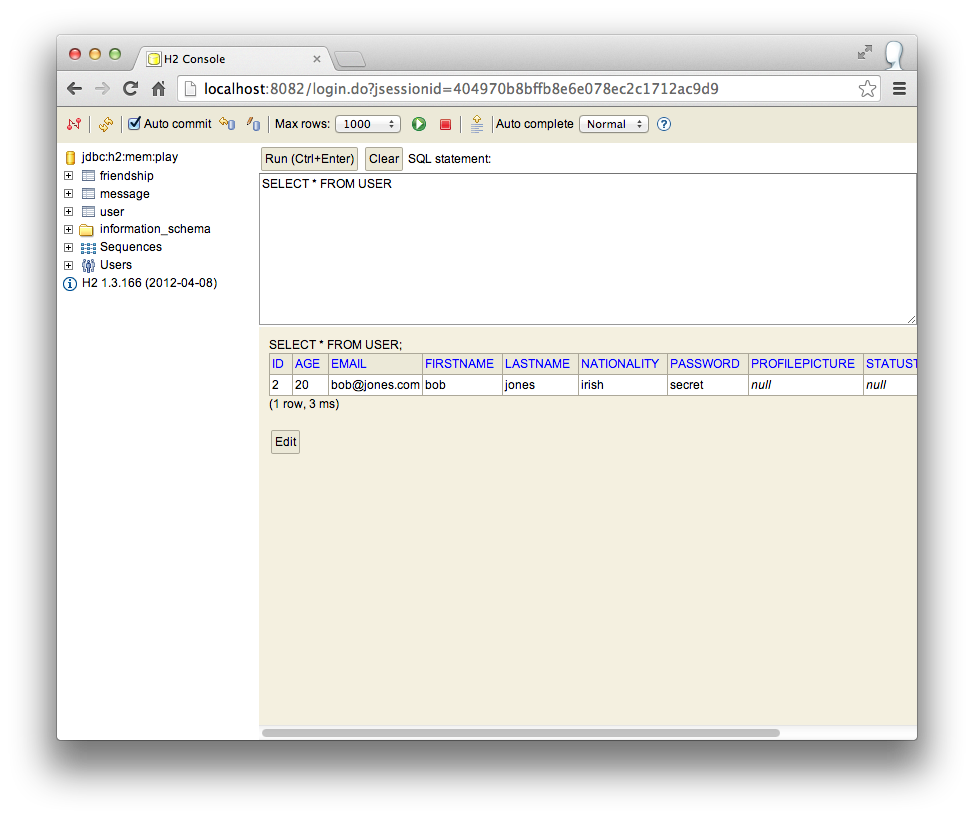 H2 Console
localhost:8082/login.do?jsessionid=404970b8bffb8e6e078ec2c1712ac9d9
Auto commit Max rows: 1000 Auto complete Normal
jdbc:h2:mem:play
friendship
message
user
information_schema
Sequences
Users
H2 1.3.166 (2012-04-08)
Run (Ctrl+Enter) Clear SQL statement:
SELECT * FROM USER
SELECT * FROM USER;
ID AGE EMAIL FIRSTNAME LASTNAME NATIONALITY PASSWORD PROFILEPICTURE STATUST
2 20 bob@jones.com bob jones irish secret null null
(1 row, 3 ms)
Edit